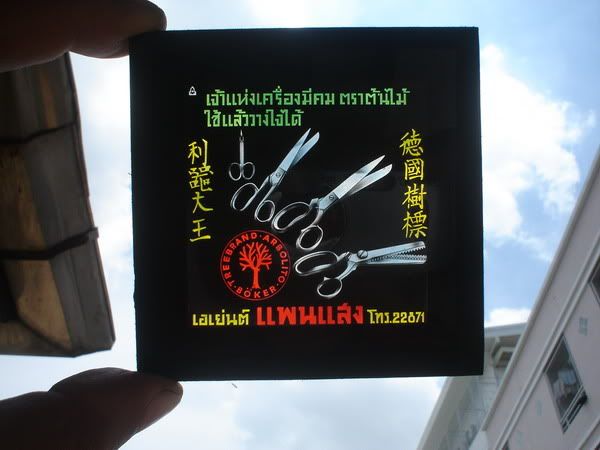 เจ้าแห่งเครื่องมีคม ตราต้นไม้
ใช้แล้ววางใจได้
利器大王
德國樹標
TREEBRAND · ARBOLITO · BÖKER ·
เอเย่นต์ แพนแสง โทร.22871